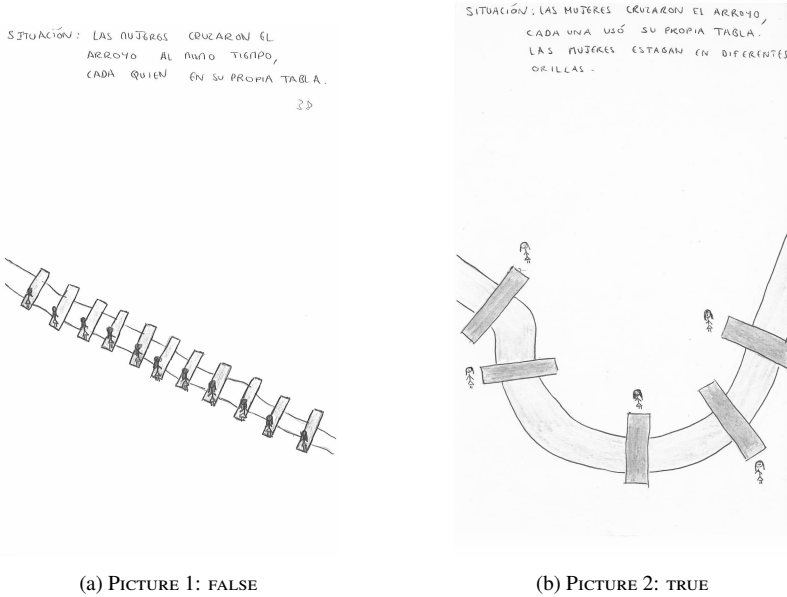 SITUACIÓN: LAS MUJERES CRUZARON EL
ARROYO AL MISMO TIEMPO,
CADA QUIEN EN SU PROPIA TABLA.
3D
SITUACIÓN: LAS MUJERES CRUZARON EL ARROYO,
CADA UNA USÓ SU PROPIA TABLA.
LAS MUJERES ESTABAN EN DIFERENTES
ORILLAS.
(a) PICTURE 1: FALSE
(b) PICTURE 2: TRUE